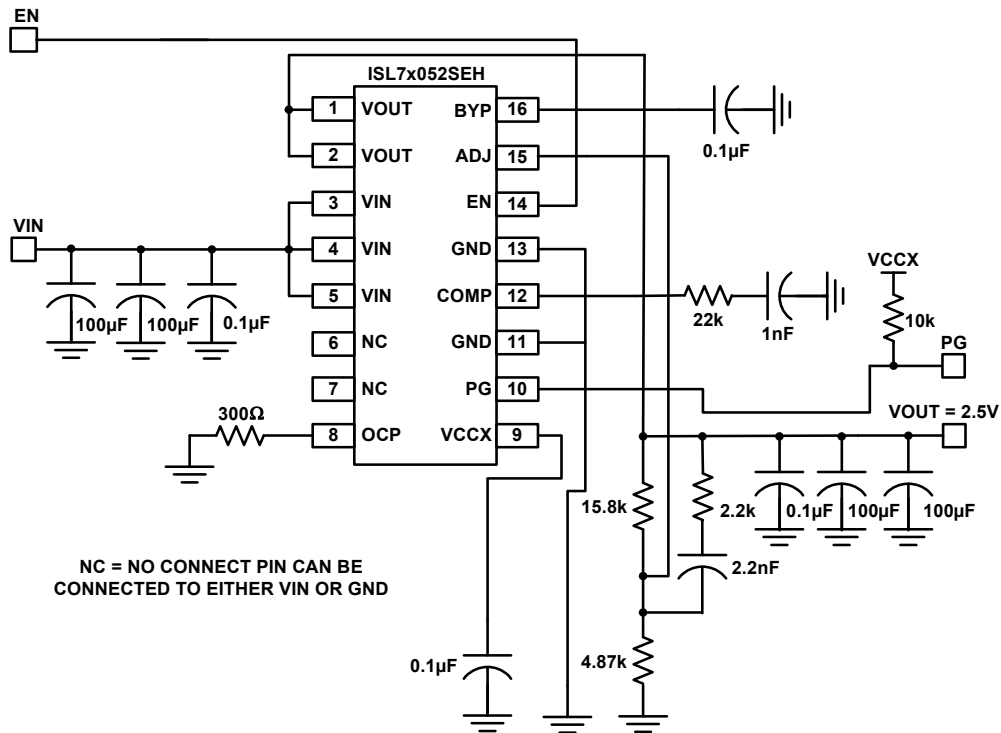 EN
ISL7x052SEH
1 VOUT BYP 16
0.1µF
2 VOUT ADJ 15
3 VIN EN 14
VIN
4 VIN GND 13
VCCX
5 VIN COMP 12
100µF 100µF 0.1µF
22k 1nF 10k
6 NC GND 11
PG
7 NC PG 10
300Ω
VOUT = 2.5V
8 OCP VCCX 9
15.8k 2.2k 0.1µF 100µF 100µF
2.2nF
NC = NO CONNECT PIN CAN BE
CONNECTED TO EITHER VIN OR GND
0.1µF 4.87k